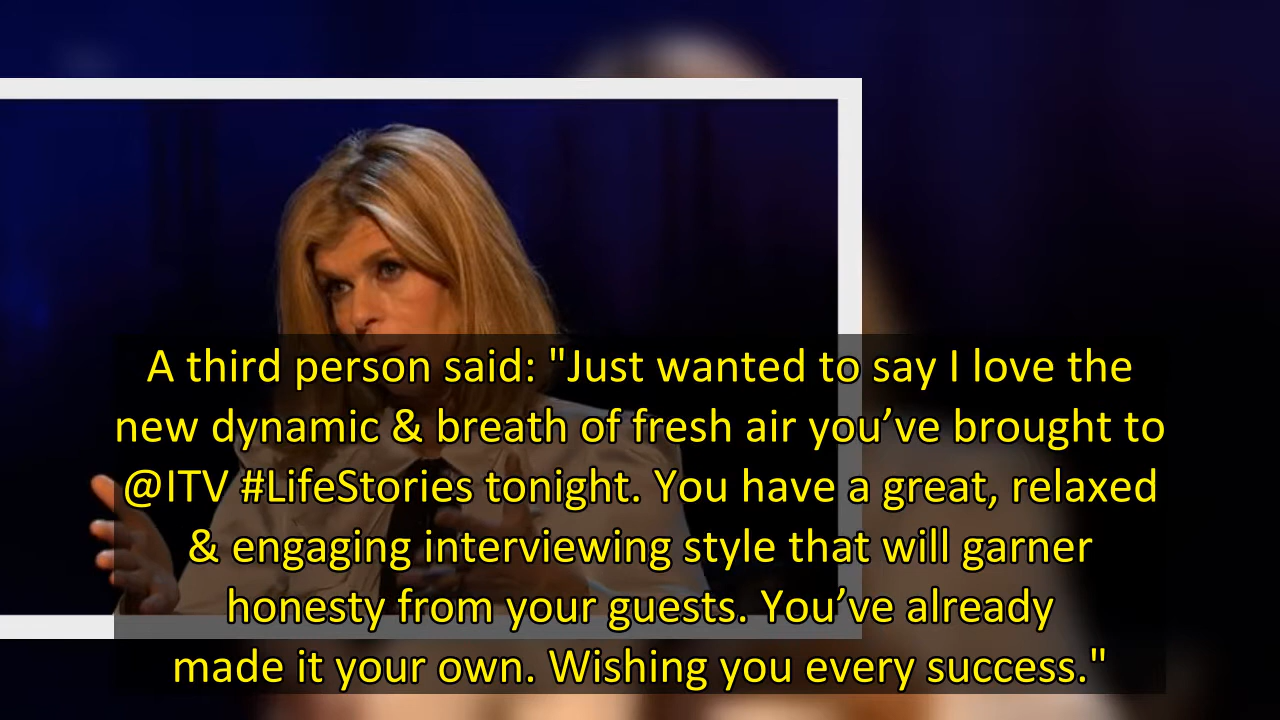 A third person said: "Just wanted to say I love the
new dynamic & breath of fresh air you’ve brought to
@ITV #LifeStories tonight. You have a great, relaxed
& engaging interviewing style that will garner
honesty from your guests. You’ve already
made it your own. Wishing you every success."